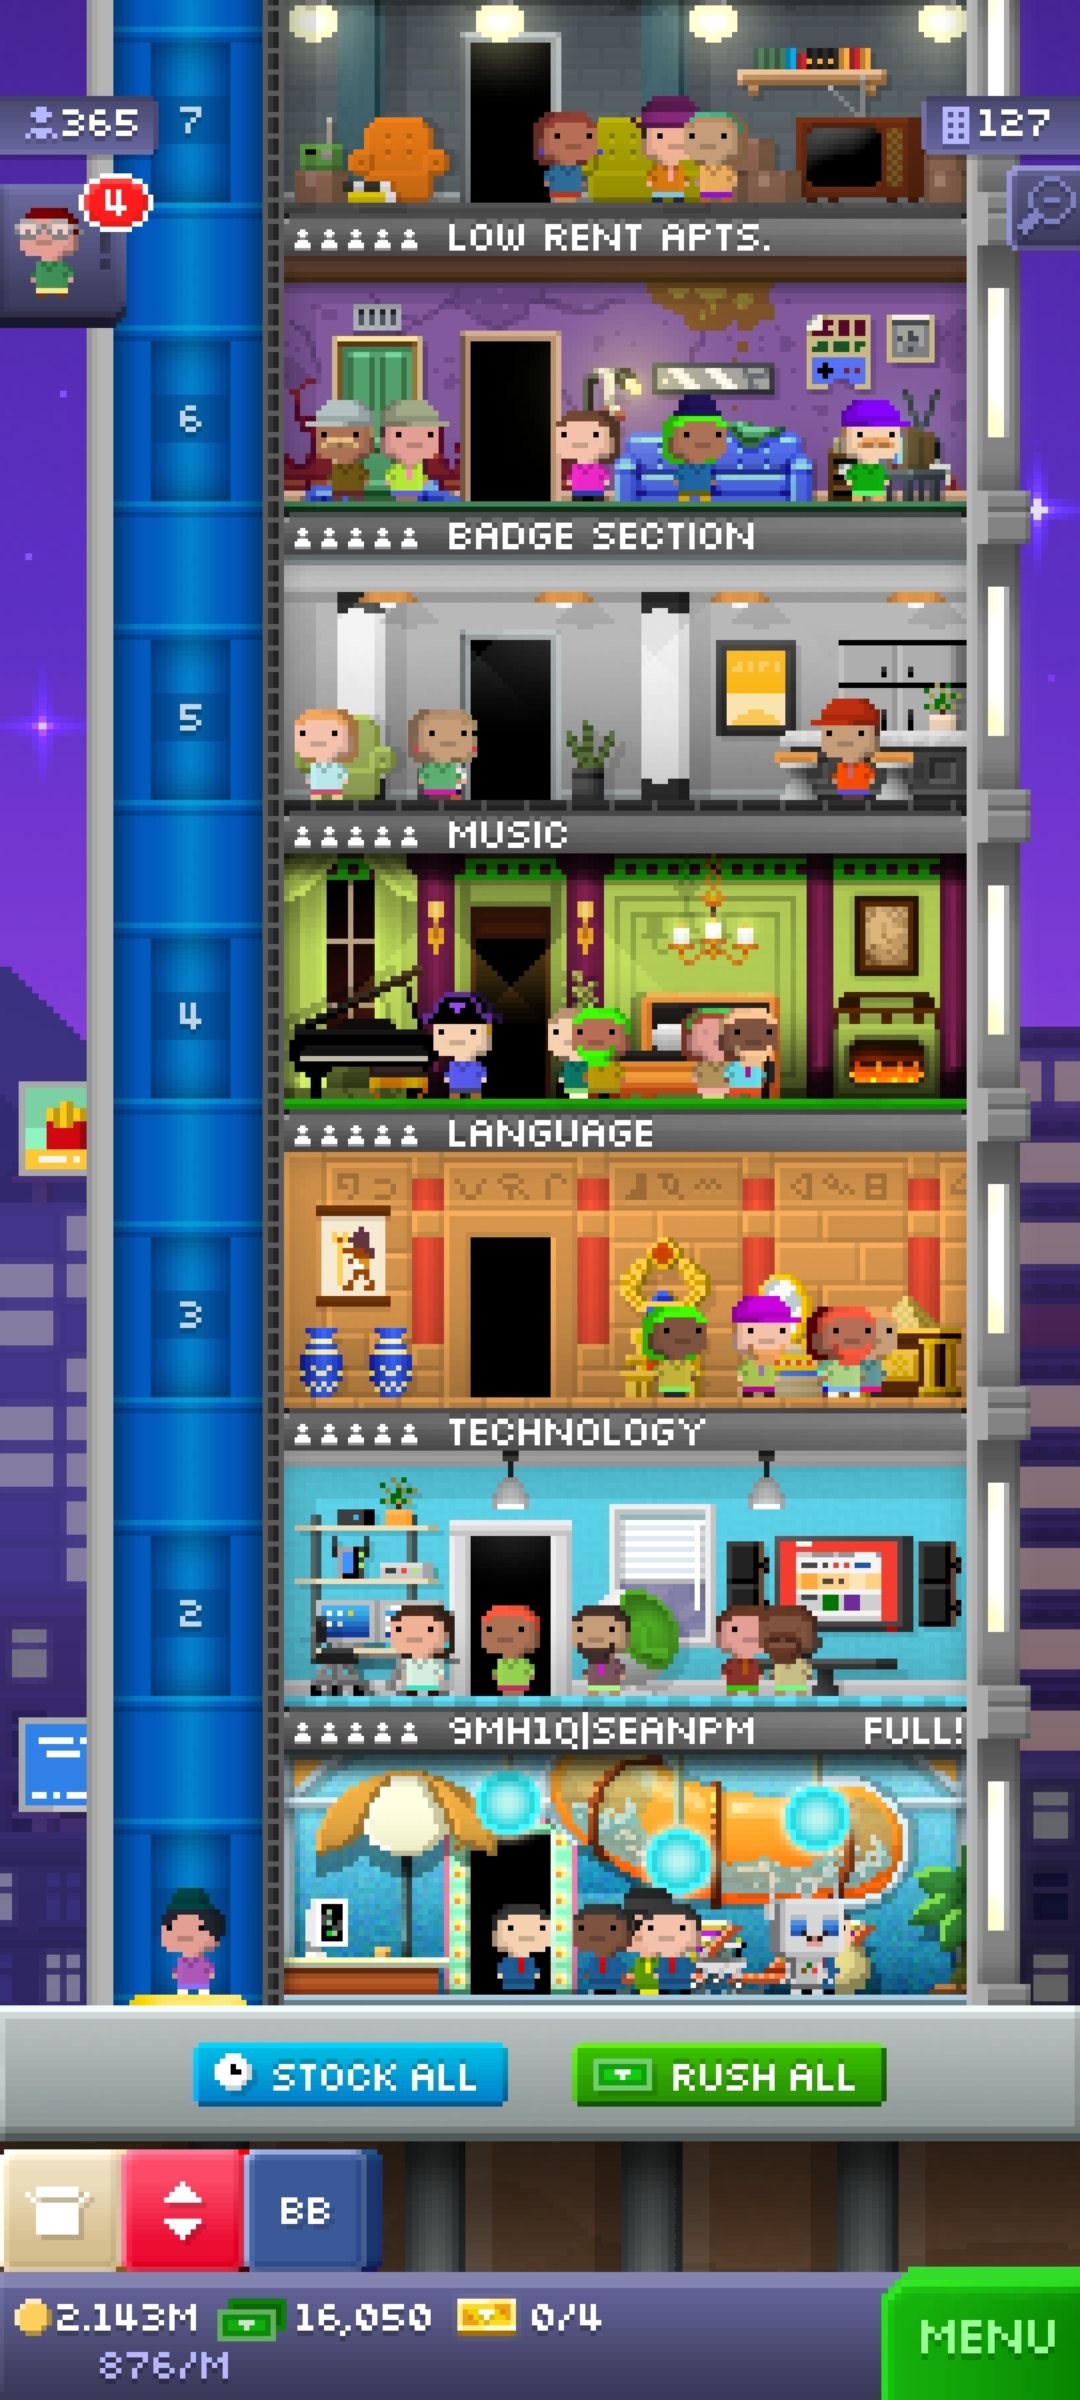 7
365
127
4
LOW RENT APTS.
6
BADGE SECTION
5
MUSIC
4
LANGUAGE
3
TECHNOLOGY
2
9MH1Q|SEANPM FULL!
STOCK ALL
RUSH ALL
BB
2.143M 16,050 0/4
876/M
MENU